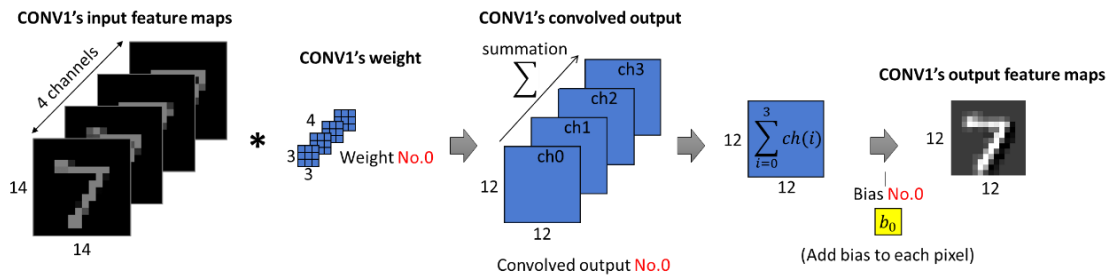 CONV1's input feature maps
4 channels
14
14
*
CONV1's weight
4
3
3
Weight No.0
CONV1's convolved output
summation
∑
ch3
ch2
ch1
ch0
12
12
Convolved output No.0
12
3
∑ ch(i)
i=0
12
Bias No.0
b₀
(Add bias to each pixel)
CONV1's output feature maps
12
12